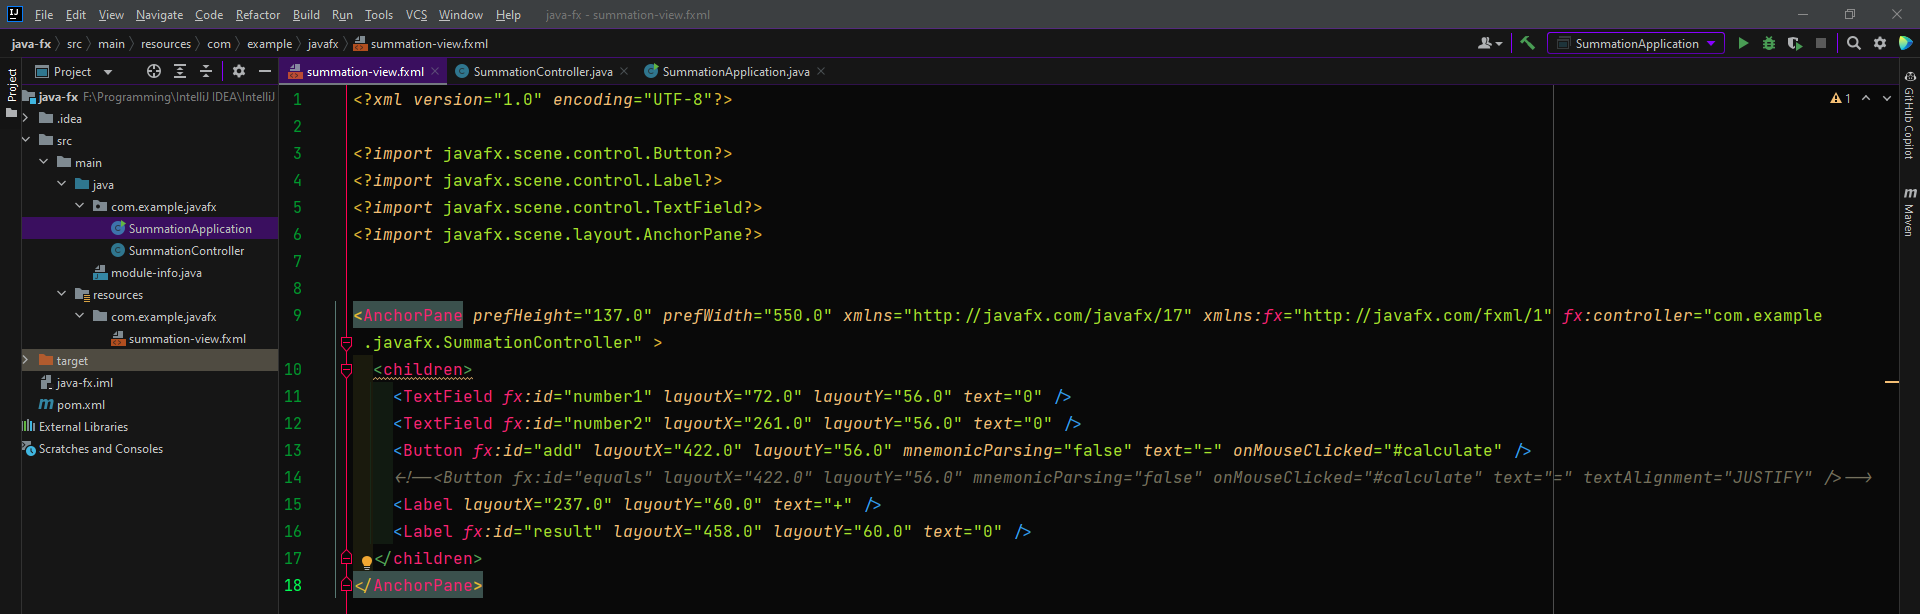 IJ File Edit View Navigate Code Refactor Build Run Tools VCS Window Help java-fx - summation-view.fxml
java-fx src main resources com example javafx summation-view.fxml SummationApplication
Project summation-view.fxml SummationController.java SummationApplication.java
Project
java-fx F:\Programming\IntelliJ IDEA\IntelliJ
.idea
src
main
java
com.example.javafx
SummationApplication
SummationController
module-info.java
resources
com.example.javafx
summation-view.fxml
target
java-fx.iml
pom.xml
External Libraries
Scratches and Consoles
1 <?xml version="1.0" encoding="UTF-8"?>
2
3 <?import javafx.scene.control.Button?>
4 <?import javafx.scene.control.Label?>
5 <?import javafx.scene.control.TextField?>
6 <?import javafx.scene.layout.AnchorPane?>
7
8
9 <AnchorPane prefHeight="137.0" prefWidth="550.0" xmlns="http://javafx.com/javafx/17" xmlns:fx="http://javafx.com/fxml/1" fx:controller="com.example
.javafx.SummationController" >
10 <children>
11 <TextField fx:id="number1" layoutX="72.0" layoutY="56.0" text="0" />
12 <TextField fx:id="number2" layoutX="261.0" layoutY="56.0" text="0" />
13 <Button fx:id="add" layoutX="422.0" layoutY="56.0" mnemonicParsing="false" text="=" onMouseClicked="#calculate" />
14 <!--<Button fx:id="equals" layoutX="422.0" layoutY="56.0" mnemonicParsing="false" onMouseClicked="#calculate" text="=" textAlignment="JUSTIFY" />-->
15 <Label layoutX="237.0" layoutY="60.0" text="+" />
16 <Label fx:id="result" layoutX="458.0" layoutY="60.0" text="0" />
17 </children>
18 </AnchorPane>
1
GitHub Copilot
m Maven